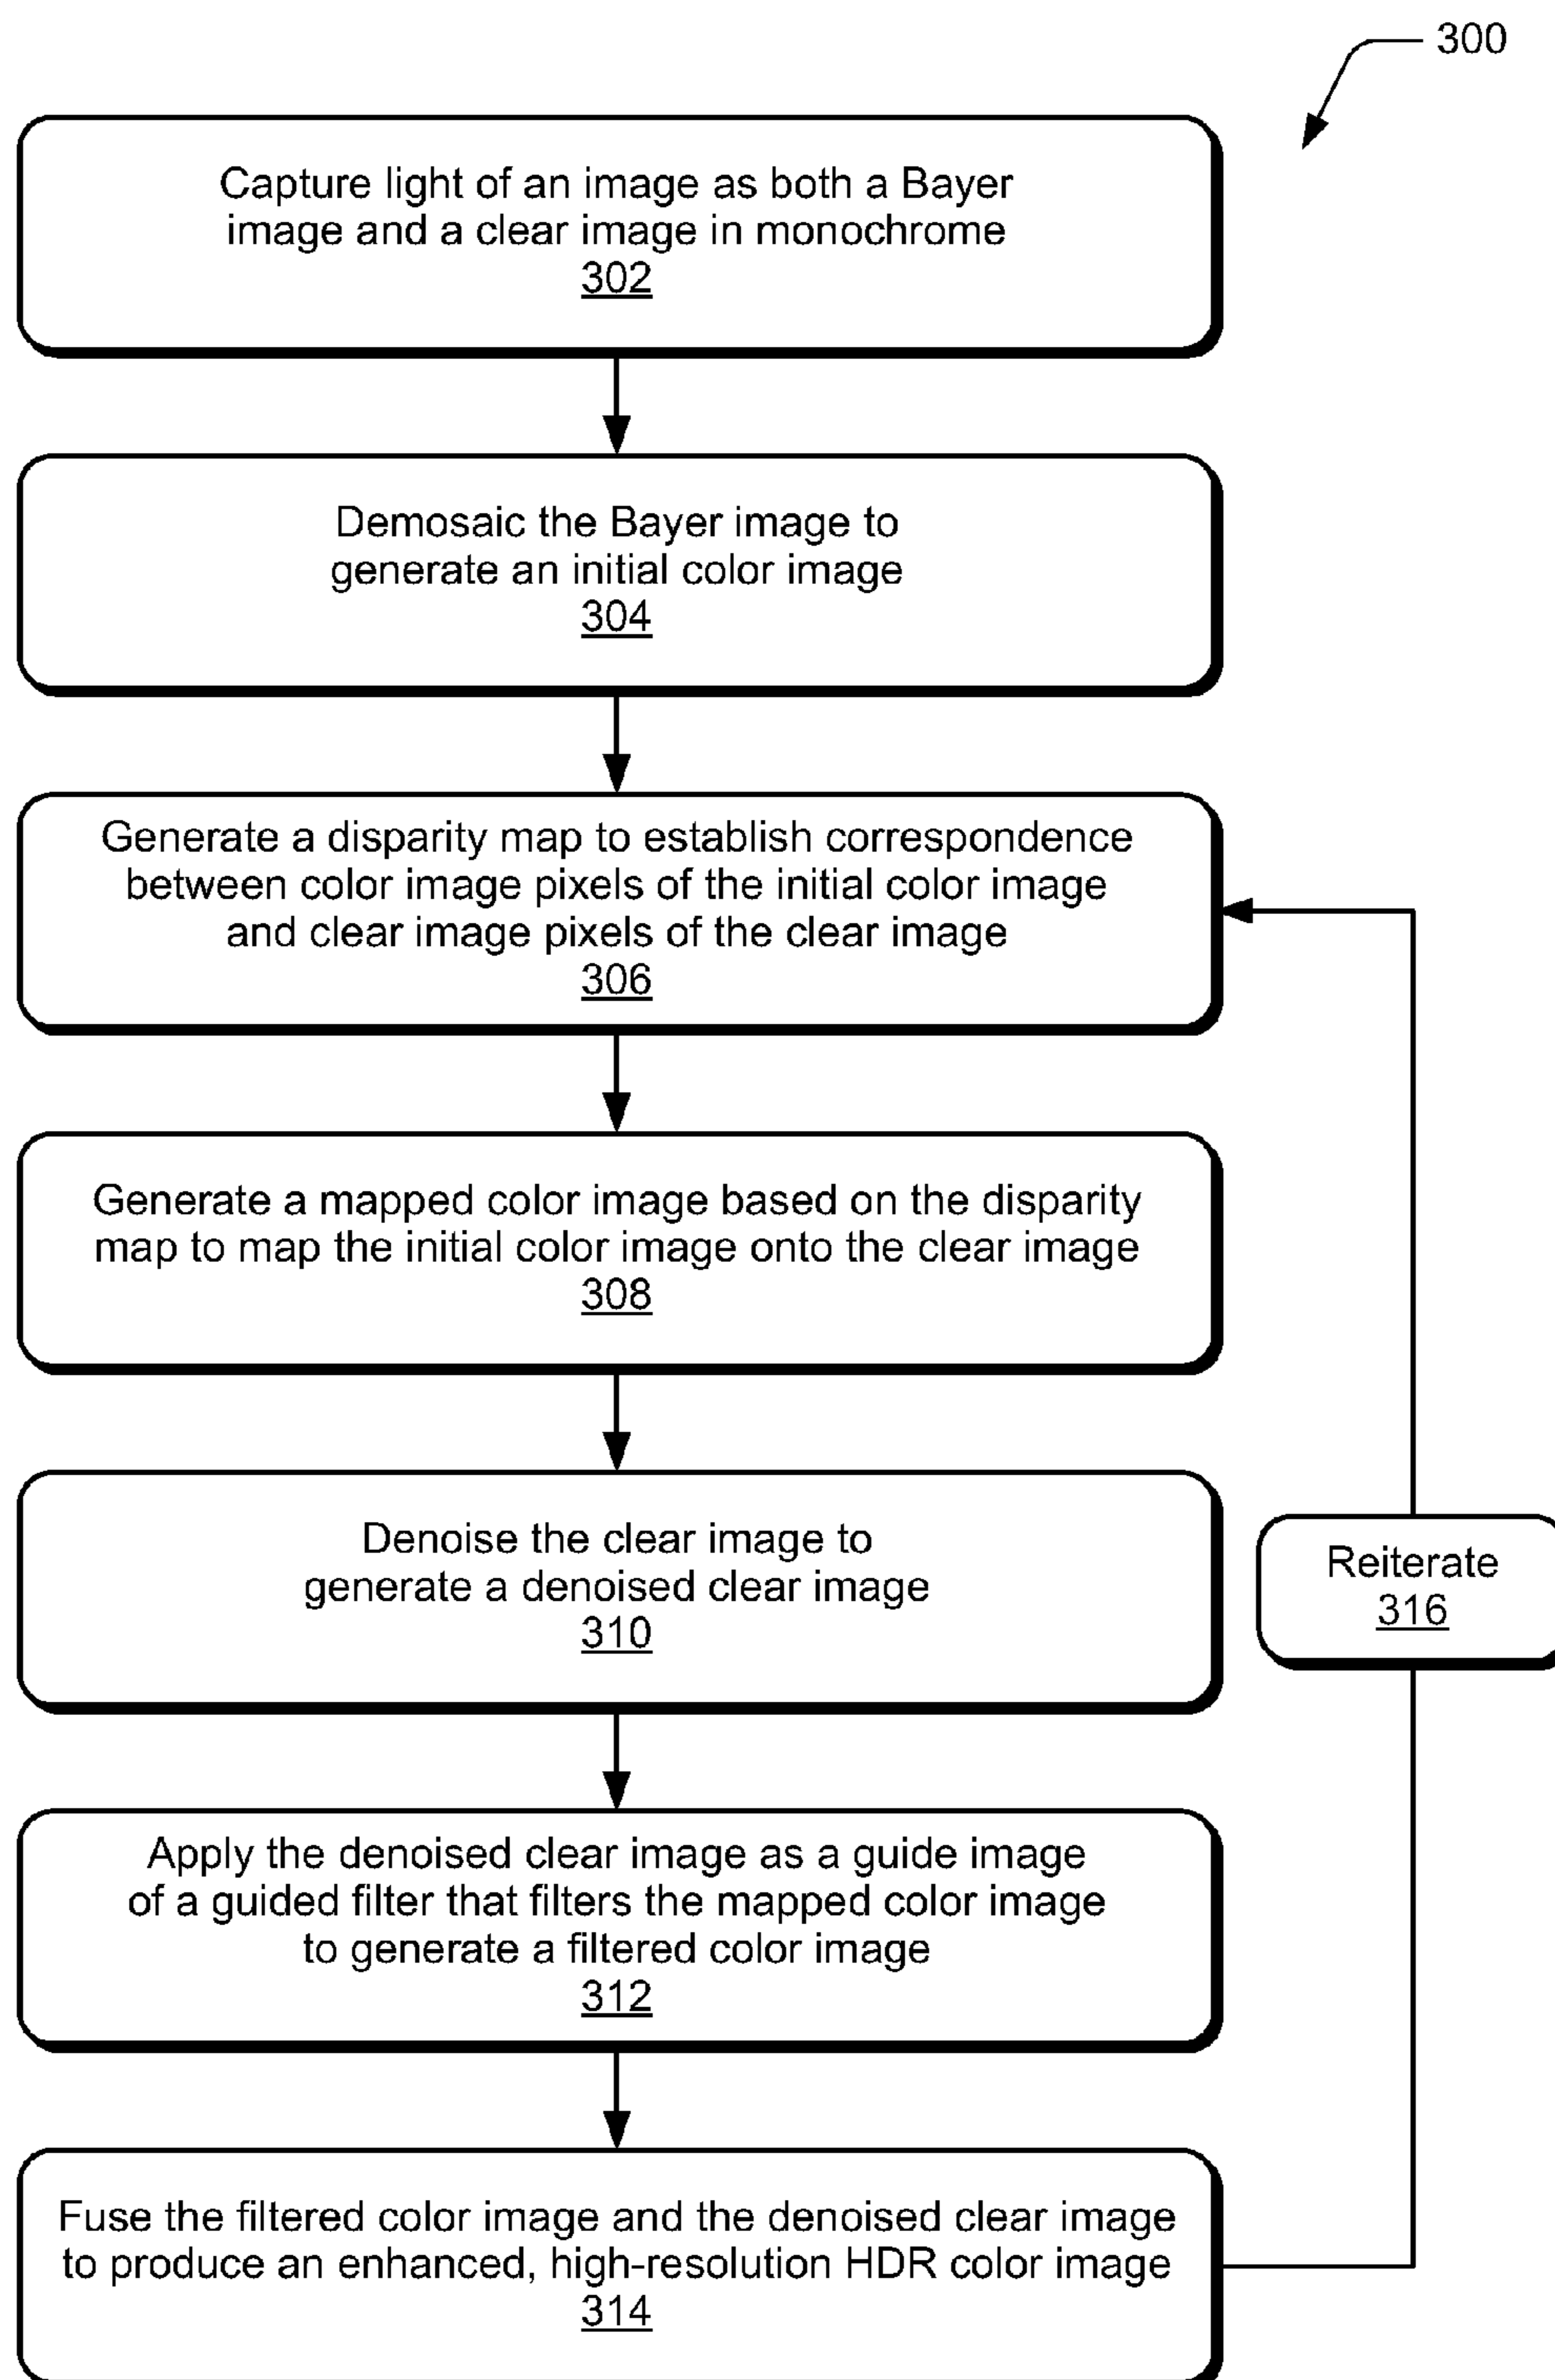 300
Capture light of an image as both a Bayer
image and a clear image in monochrome
302
Demosaic the Bayer image to
generate an initial color image
304
Generate a disparity map to establish correspondence
between color image pixels of the initial color image
and clear image pixels of the clear image
306
Generate a mapped color image based on the disparity
map to map the initial color image onto the clear image
308
Denoise the clear image to
generate a denoised clear image
310
Reiterate
316
Apply the denoised clear image as a guide image
of a guided filter that filters the mapped color image
to generate a filtered color image
312
Fuse the filtered color image and the denoised clear image
to produce an enhanced, high-resolution HDR color image
314